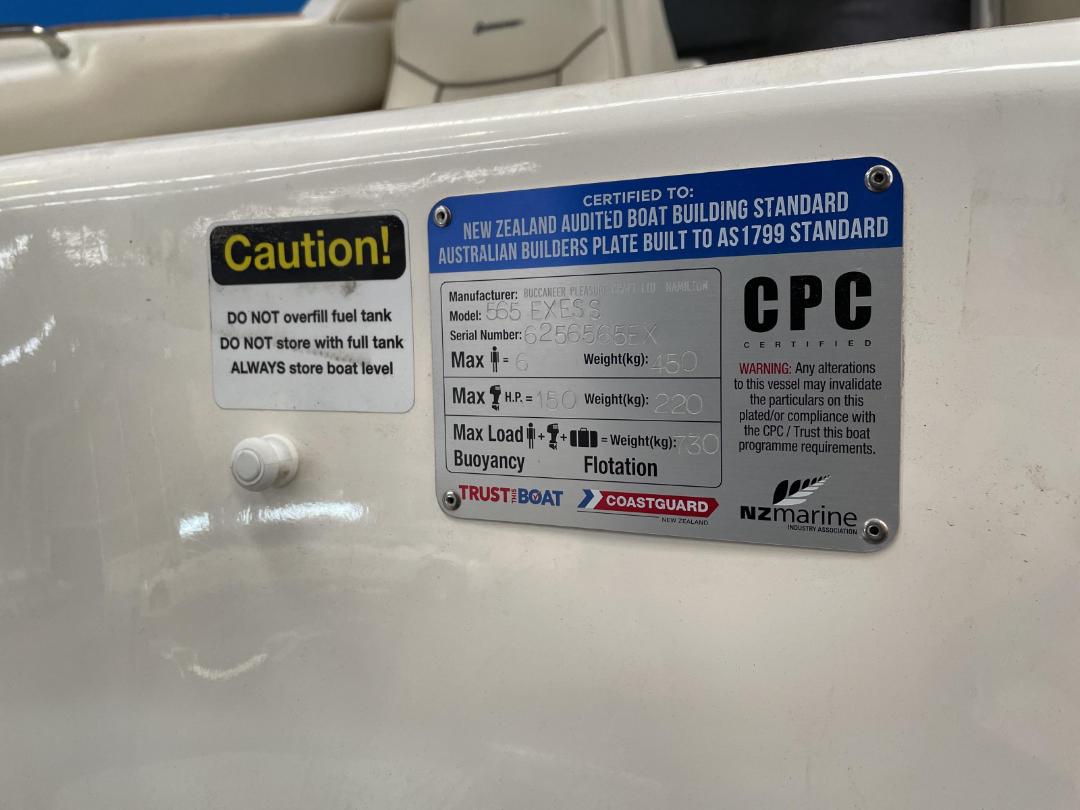 Caution!
DO NOT overfill fuel tank
DO NOT store with full tank
ALWAYS store boat level
CERTIFIED TO:
NEW ZEALAND AUDITED BOAT BUILDING STANDARD
AUSTRALIAN BUILDERS PLATE BUILT TO AS1799 STANDARD
Manufacturer: BUCCANEER PLEASURE CRAFT LTD HAMILTON
Model: 565 EXESS
Serial Number: 6256565EX
Max = 6 Weight(kg): 450
Max H.P. = 150 Weight(kg): 220
Max Load + + = Weight(kg): 730
Buoyancy Flotation
CPC
CERTIFIED
WARNING: Any alterations
to this vessel may invalidate
the particulars on this
plated/or compliance with
the CPC / Trust this boat
programme requirements.
TRUST THIS BOAT
COASTGUARD
NEW ZEALAND
NZmarine
INDUSTRY ASSOCIATION